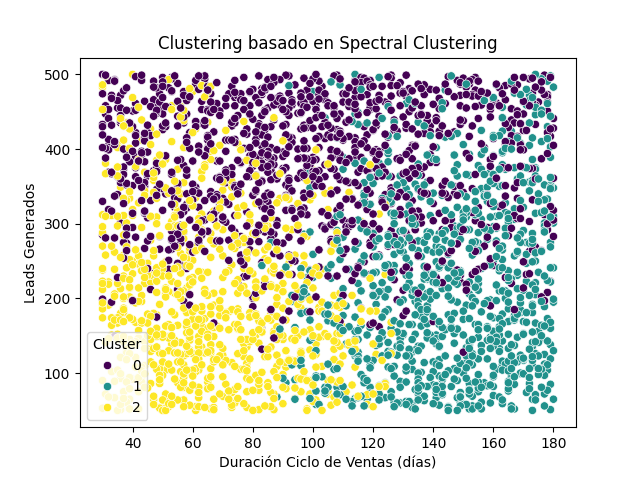 Clustering basado en Spectral Clustering
Leads Generados
500
400
300
200
100
Cluster
0
1
2
40 60 80 100 120 140 160 180
Duración Ciclo de Ventas (días)